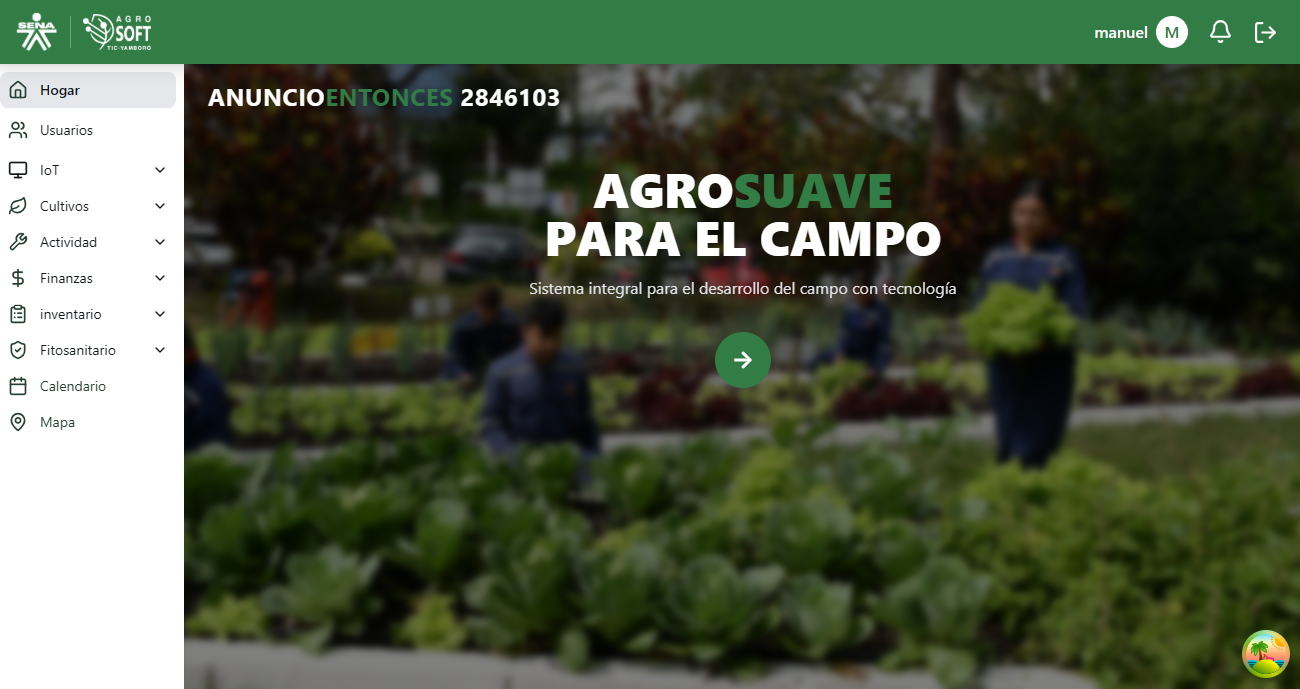 SENA
AGRO
SOFT
TIC-YAMBORÓ
manuel M
Hogar
Usuarios
IoT
Cultivos
Actividad
Finanzas
inventario
Fitosanitario
Calendario
Mapa
ANUNCIOENTONCES 2846103
AGROSUAVE
PARA EL CAMPO
Sistema integral para el desarrollo del campo con tecnología